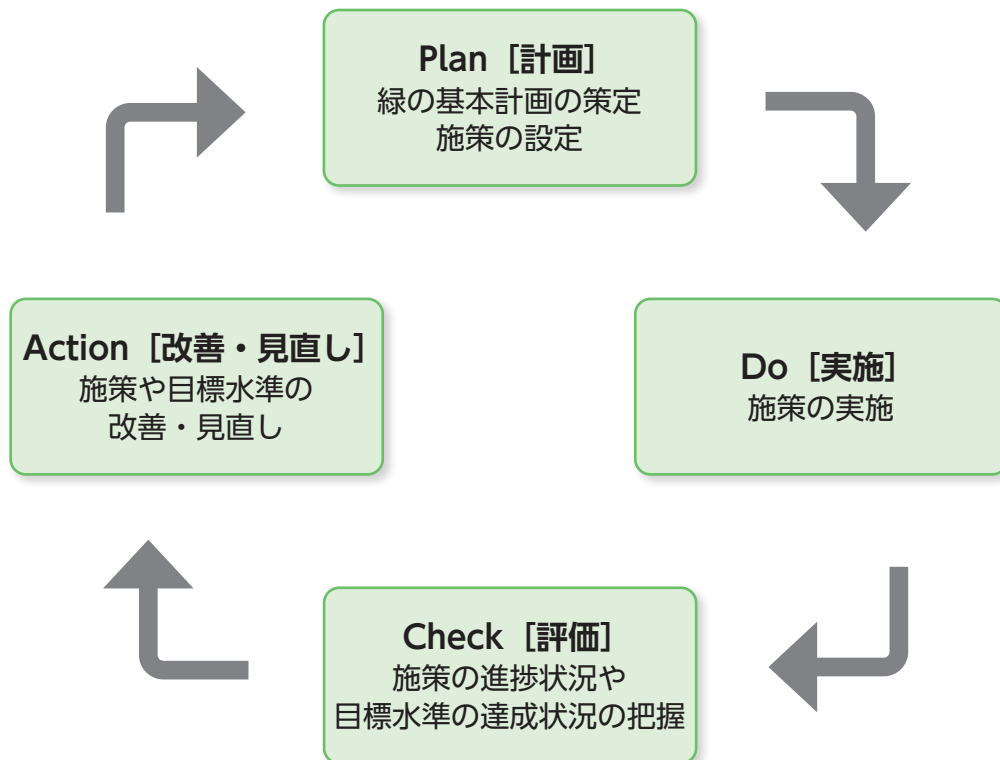 Plan［計画］
緑の基本計画の策定
施策の設定
Do［実施］
施策の実施
Check［評価］
施策の進捗状況や
目標水準の達成状況の把握
Action［改善・見直し］
施策や目標水準の
改善・見直し